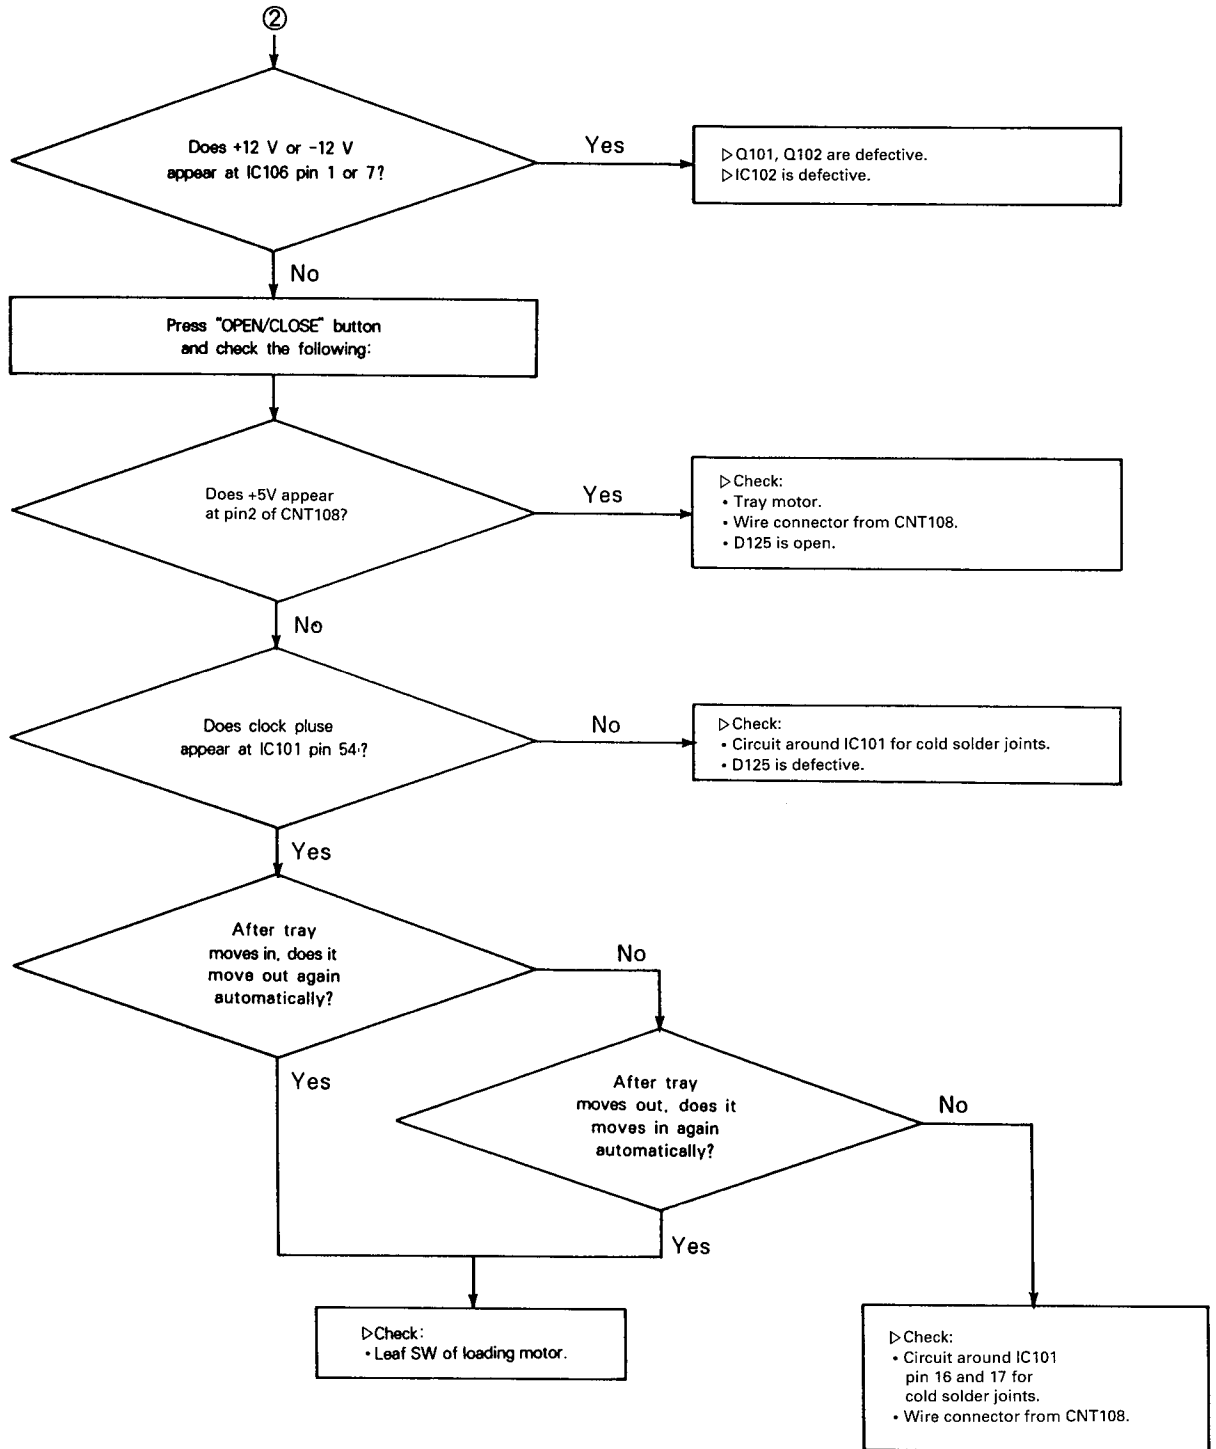 ②
Does +12 V or -12 V
appear at IC106 pin 1 or 7?
Yes
▷Q101, Q102 are defective.
▷IC102 is defective.
No
Press "OPEN/CLOSE" button
and check the following:
Does +5V appear
at pin2 of CNT108?
Yes
▷Check:
• Tray motor.
• Wire connector from CNT108.
• D125 is open.
No
Does clock pluse
appear at IC101 pin 54?
No
▷Check:
• Circuit around IC101 for cold solder joints.
• D125 is defective.
Yes
After tray
moves in, does it
move out again
automatically?
No
Yes
After tray
moves out, does it
moves in again
automatically?
No
Yes
▷Check:
• Leaf SW of loading motor.
▷Check:
• Circuit around IC101
pin 16 and 17 for
cold solder joints.
• Wire connector from CNT108.